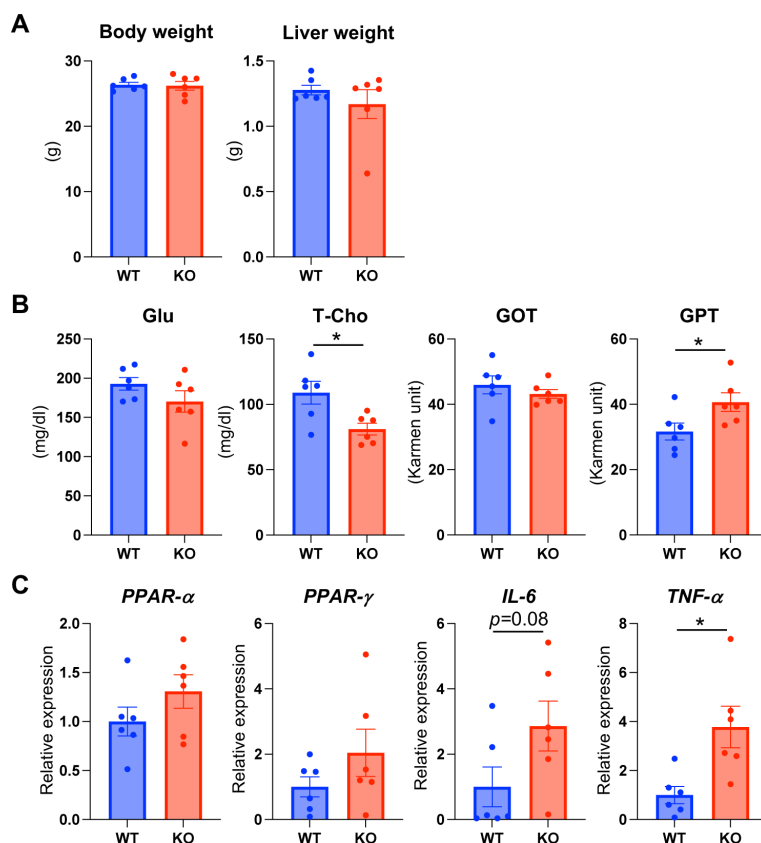 A
Body weight
Liver weight
30
20
10
0
(g)
WT
KO
1.5
1.0
0.5
0.0
(g)
WT
KO
B
Glu
T-Cho
GOT
GPT
250
200
150
100
50
0
(mg/dl)
WT
KO
150
100
50
0
(mg/dl)
*
WT
KO
60
40
20
0
(Karmen unit)
WT
KO
60
40
20
0
(Karmen unit)
*
WT
KO
C
PPAR-α
PPAR-γ
IL-6
TNF-α
2.0
1.5
1.0
0.5
0.0
Relative expression
WT
KO
6
4
2
0
Relative expression
WT
KO
p=0.08
6
4
2
0
Relative expression
WT
KO
*
8
6
4
2
0
Relative expression
WT
KO